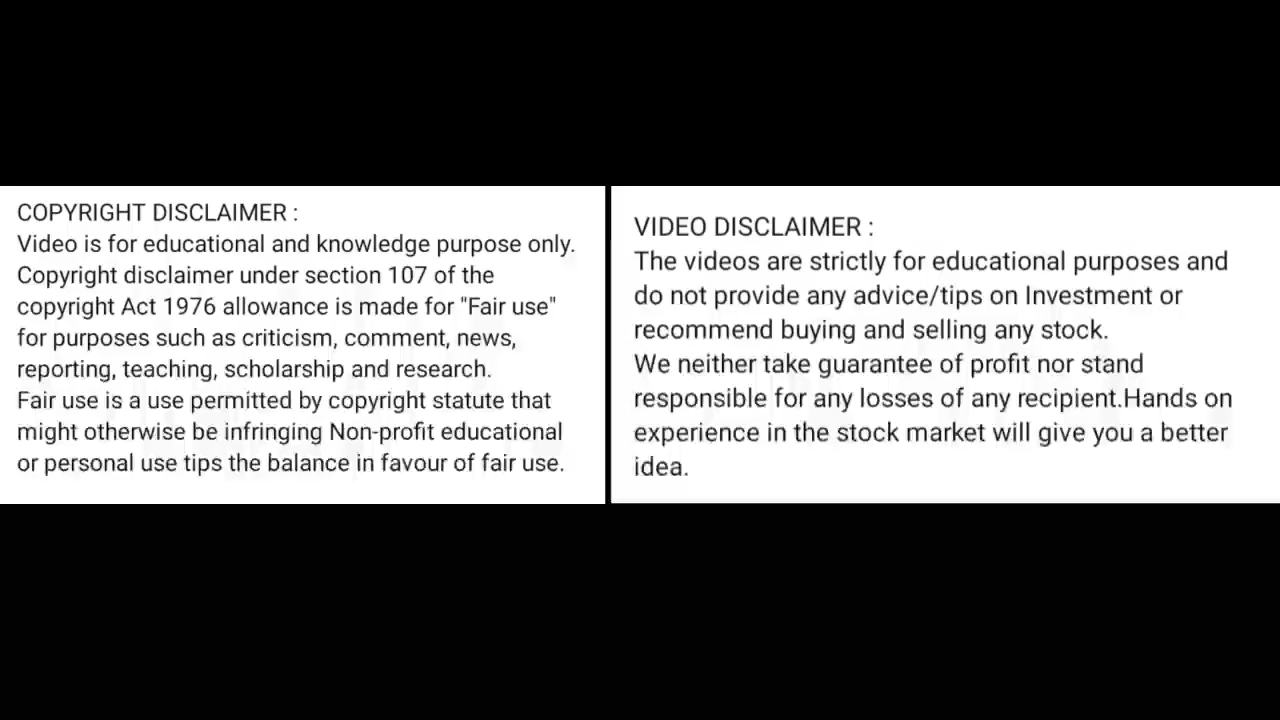 COPYRIGHT DISCLAIMER :
Video is for educational and knowledge purpose only.
Copyright disclaimer under section 107 of the
copyright Act 1976 allowance is made for "Fair use"
for purposes such as criticism, comment, news,
reporting, teaching, scholarship and research.
Fair use is a use permitted by copyright statute that
might otherwise be infringing Non-profit educational
or personal use tips the balance in favour of fair use.
VIDEO DISCLAIMER :
The videos are strictly for educational purposes and
do not provide any advice/tips on Investment or
recommend buying and selling any stock.
We neither take guarantee of profit nor stand
responsible for any losses of any recipient.Hands on
experience in the stock market will give you a better
idea.